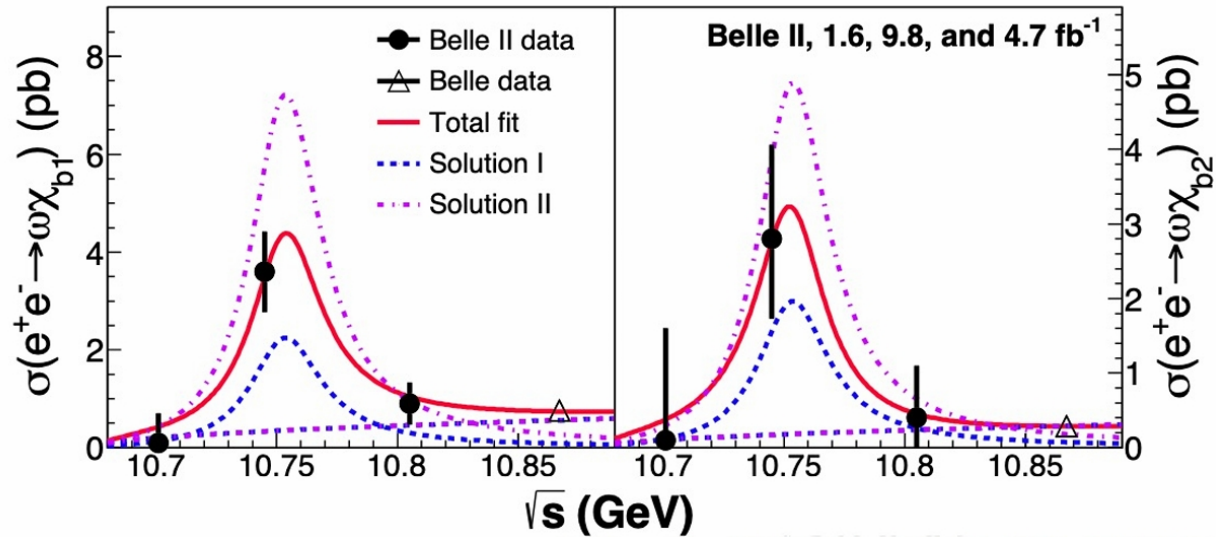 Belle II, 1.6, 9.8, and 4.7 fb⁻¹
Belle II data
Belle data
Total fit
Solution I
Solution II
σ(e⁺e⁻→ωχ_b1) (pb)
8
6
4
2
0
σ(e⁺e⁻→ωχ_b2) (pb)
5
4
3
2
1
0
10.7 10.75 10.8 10.85 10.7 10.75 10.8 10.85
√s (GeV)